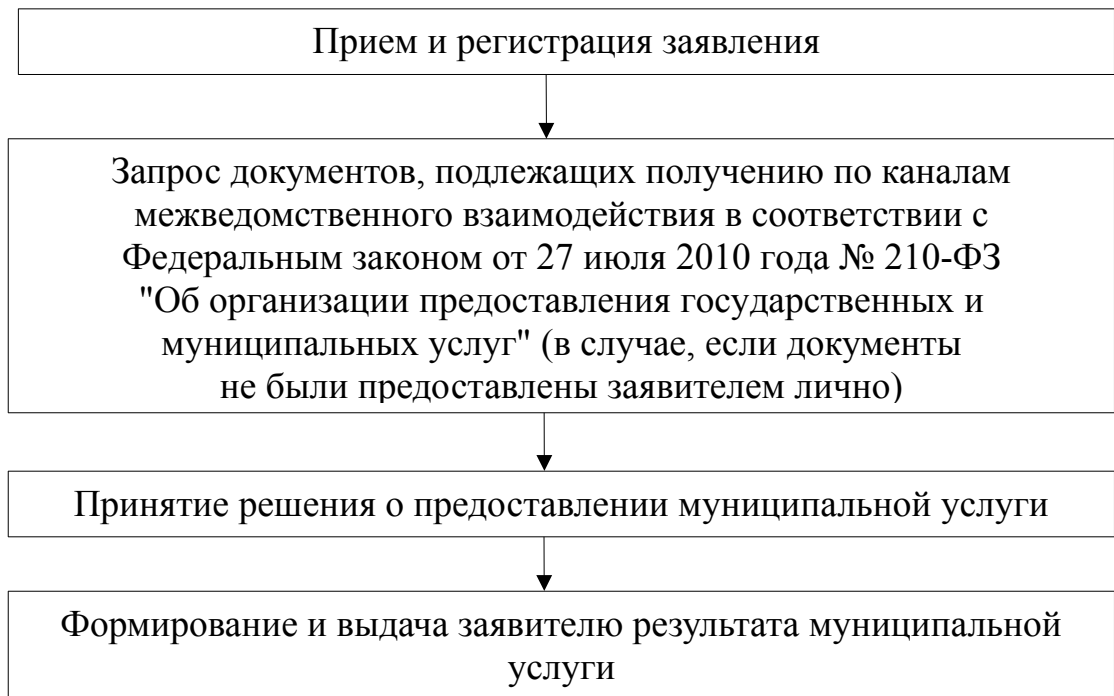 Прием и регистрация заявления
Запрос документов, подлежащих получению по каналам
межведомственного взаимодействия в соответствии с
Федеральным законом от 27 июля 2010 года № 210-ФЗ
"Об организации предоставления государственных и
муниципальных услуг" (в случае, если документы
не были предоставлены заявителем лично)
Принятие решения о предоставлении муниципальной услуги
Формирование и выдача заявителю результата муниципальной
услуги